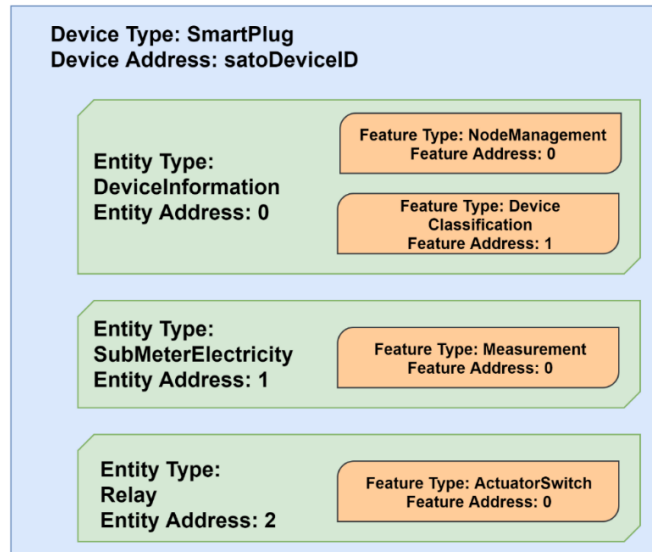 Device Type: SmartPlug
Device Address: satoDeviceID
Entity Type:
DeviceInformation
Entity Address: 0
Feature Type: NodeManagement
Feature Address: 0
Feature Type: Device
Classification
Feature Address: 1
Entity Type:
SubMeterElectricity
Entity Address: 1
Feature Type: Measurement
Feature Address: 0
Entity Type:
Relay
Entity Address: 2
Feature Type: ActuatorSwitch
Feature Address: 0